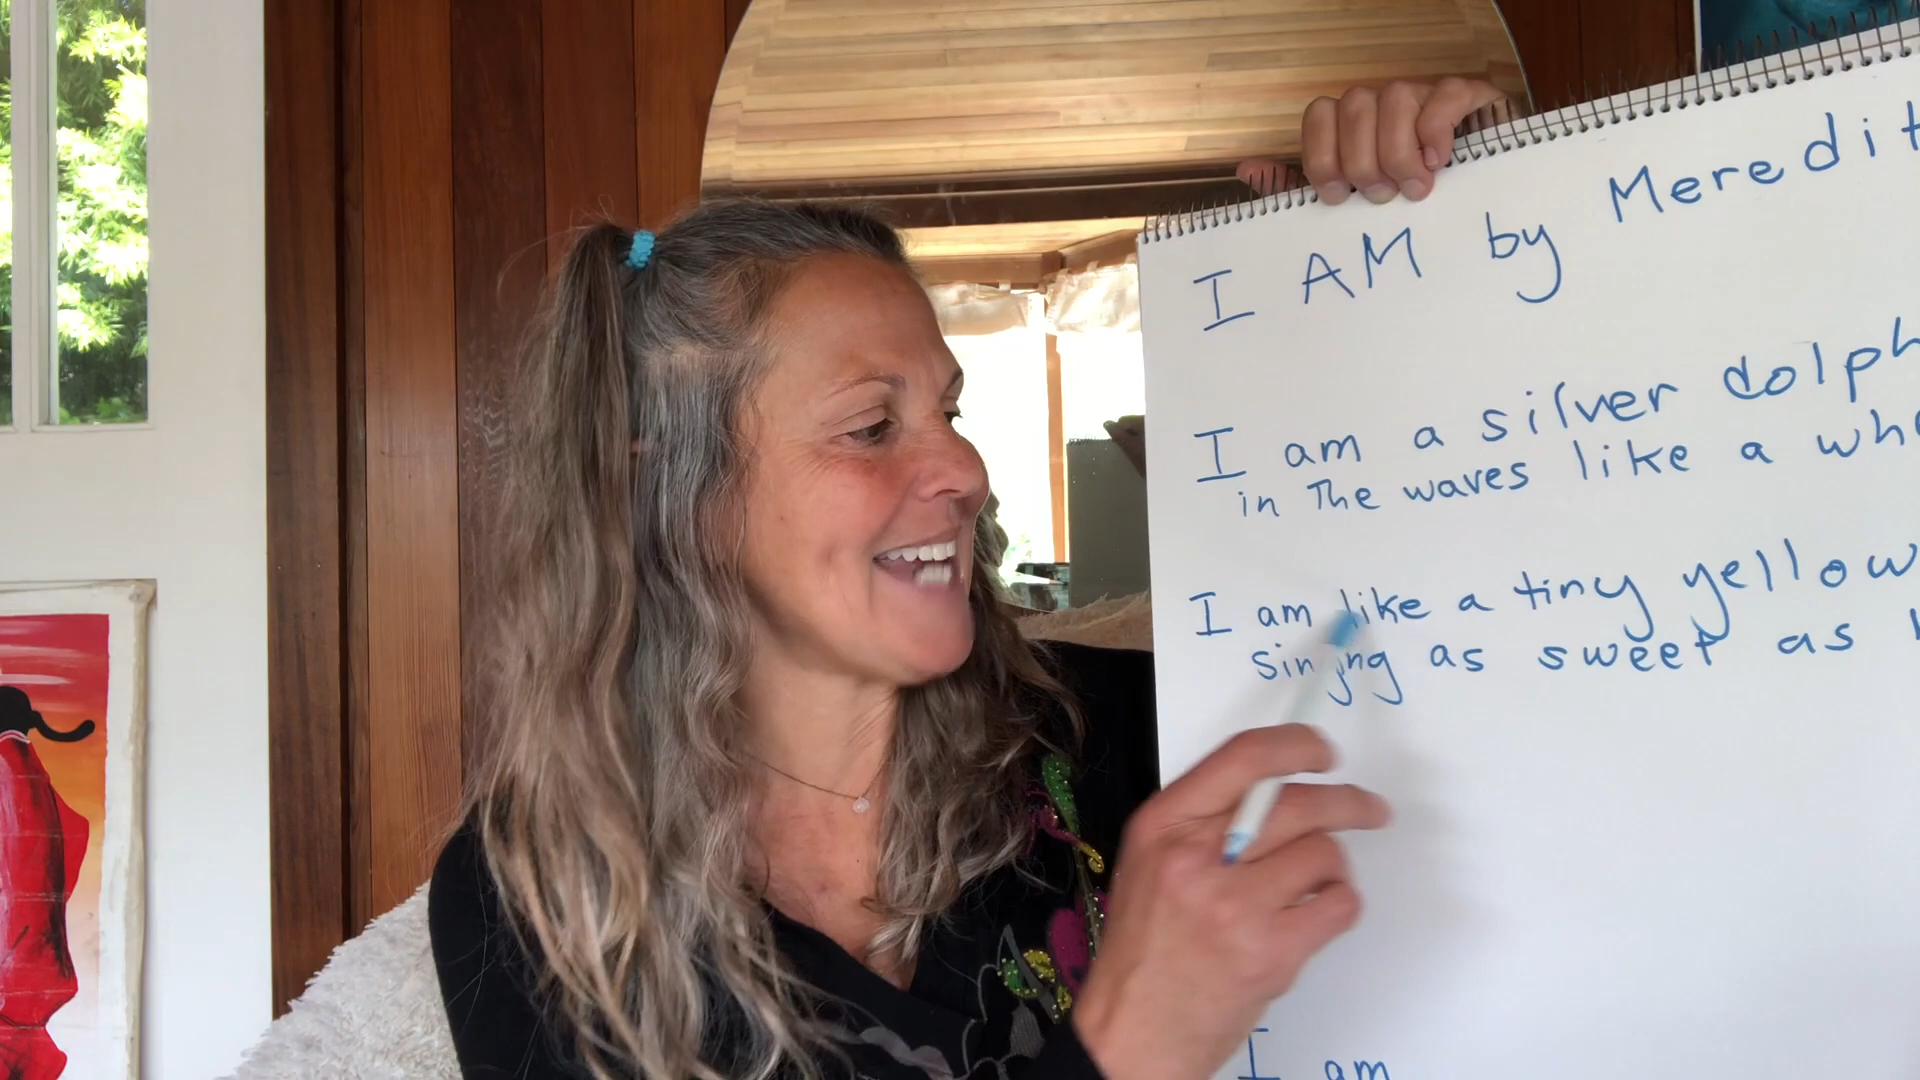 I AM by Meredit
I am a silver dolph
in The waves like a wh
I am like a tiny yellow
singing as sweet as
I am